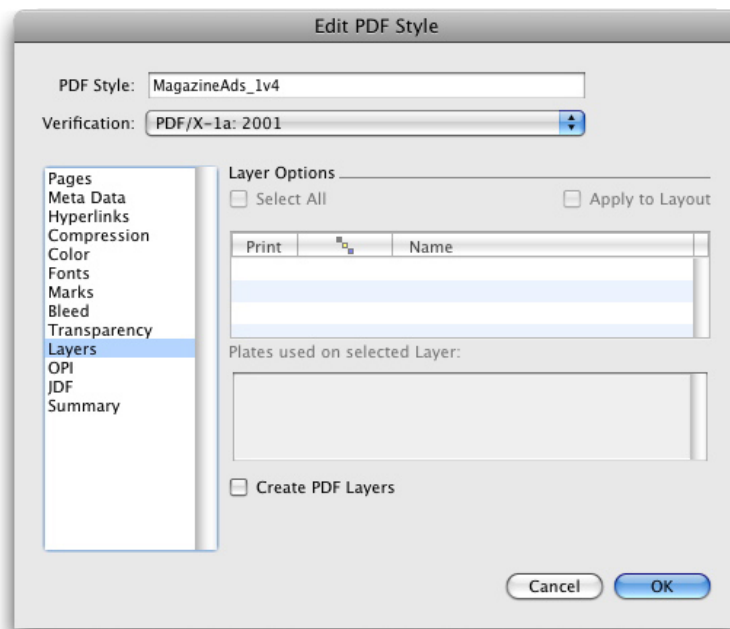 Edit PDF Style
PDF Style: MagazineAds_1v4
Verification: PDF/X-1a: 2001
Pages
Meta Data
Hyperlinks
Compression
Color
Fonts
Marks
Bleed
Transparency
Layers
OPI
JDF
Summary
Layer Options
Select All
Apply to Layout
Print
Name
Plates used on selected Layer:
Create PDF Layers
Cancel
OK